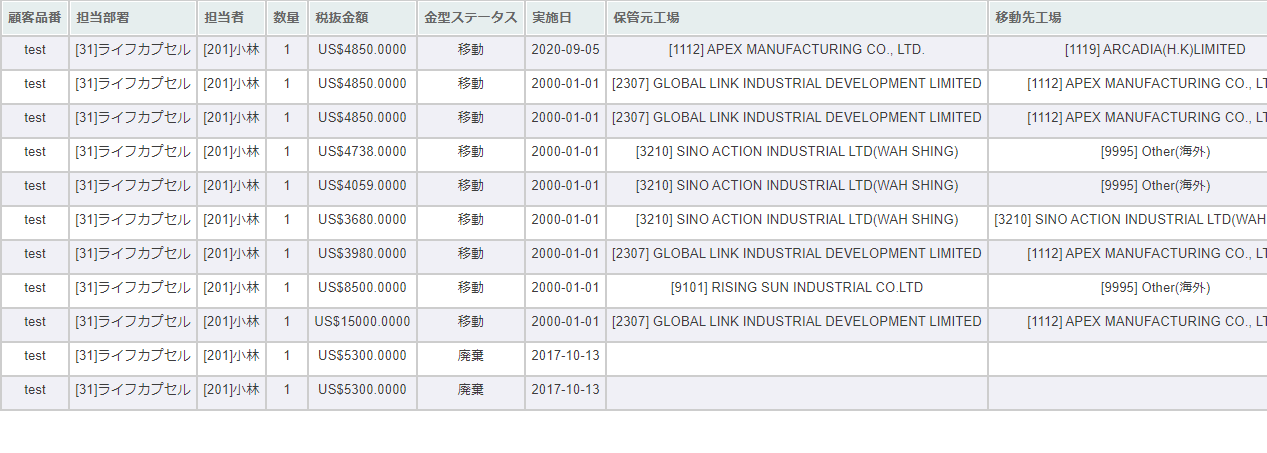 顧客品番 担当部署 担当者 数量 税抜金額 金型ステータス 実施日 保管元工場 移動先工場
test [31]ライフカプセル [201]小林 1 US$4850.0000 移動 2020-09-05 [1112] APEX MANUFACTURING CO., LTD. [1119] ARCADIA(H.K)LIMITED
test [31]ライフカプセル [201]小林 1 US$4850.0000 移動 2000-01-01 [2307] GLOBAL LINK INDUSTRIAL DEVELOPMENT LIMITED [1112] APEX MANUFACTURING CO., LT
test [31]ライフカプセル [201]小林 1 US$4850.0000 移動 2000-01-01 [2307] GLOBAL LINK INDUSTRIAL DEVELOPMENT LIMITED [1112] APEX MANUFACTURING CO., LT
test [31]ライフカプセル [201]小林 1 US$4738.0000 移動 2000-01-01 [3210] SINO ACTION INDUSTRIAL LTD(WAH SHING) [9995] Other(海外)
test [31]ライフカプセル [201]小林 1 US$4059.0000 移動 2000-01-01 [3210] SINO ACTION INDUSTRIAL LTD(WAH SHING) [9995] Other(海外)
test [31]ライフカプセル [201]小林 1 US$3680.0000 移動 2000-01-01 [3210] SINO ACTION INDUSTRIAL LTD(WAH SHING) [3210] SINO ACTION INDUSTRIAL LTD(WAH
test [31]ライフカプセル [201]小林 1 US$3980.0000 移動 2000-01-01 [2307] GLOBAL LINK INDUSTRIAL DEVELOPMENT LIMITED [1112] APEX MANUFACTURING CO., LT
test [31]ライフカプセル [201]小林 1 US$8500.0000 移動 2000-01-01 [9101] RISING SUN INDUSTRIAL CO.LTD [9995] Other(海外)
test [31]ライフカプセル [201]小林 1 US$15000.0000 移動 2000-01-01 [2307] GLOBAL LINK INDUSTRIAL DEVELOPMENT LIMITED [1112] APEX MANUFACTURING CO., LT
test [31]ライフカプセル [201]小林 1 US$5300.0000 廃棄 2017-10-13
test [31]ライフカプセル [201]小林 1 US$5300.0000 廃棄 2017-10-13